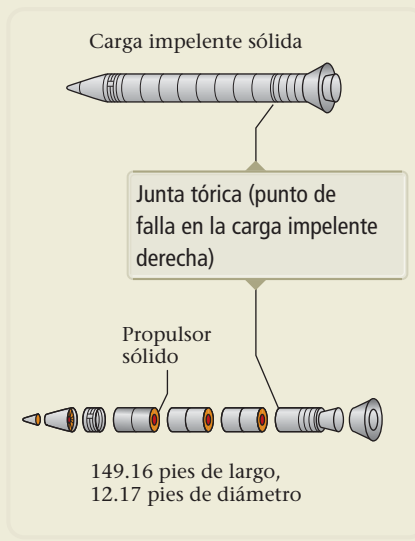 Carga impelente sólida
Junta tórica (punto de
falla en la carga impelente
derecha)
Propulsor
sólido
149.16 pies de largo,
12.17 pies de diámetro